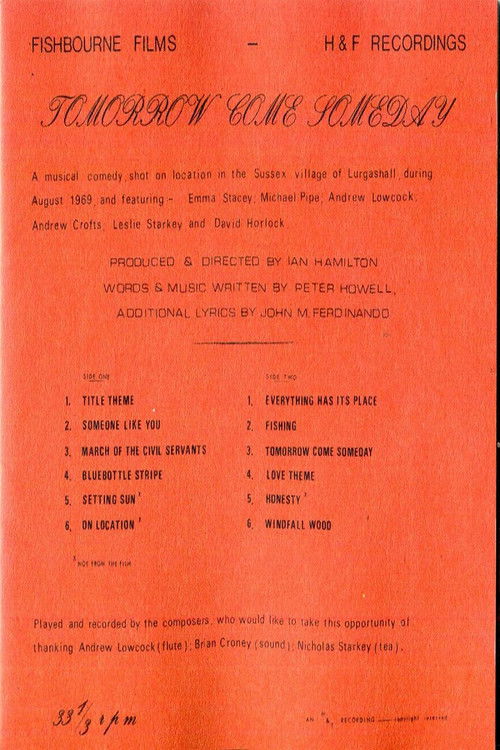 FISHBOURNE FILMS – H & F RECORDINGS
TOMORROW COME SOMEDAY
A musical comedy, shot on location in the Sussex village of Lurgashall, during
August 1969, and featuring – Emma Stacey, Michael Pipe, Andrew Lowcock,
Andrew Crofts, Leslie Starkey and David Horlock
PRODUCED & DIRECTED BY IAN HAMILTON
WORDS & MUSIC WRITTEN BY PETER HOWELL,
ADDITIONAL LYRICS BY JOHN M. FERDINANDO
SIDE ONE
1. TITLE THEME
2. SOMEONE LIKE YOU
3. MARCH OF THE CIVIL SERVANTS
4. BLUEBOTTLE STRIPE
5. SETTING SUN
6. ON LOCATION
NOT FROM THE FILM
SIDE TWO
1. EVERYTHING HAS ITS PLACE
2. FISHING
3. TOMORROW COME SOMEDAY
4. LOVE THEME
5. HONESTY
6. WINDFALL WOOD
Played and recorded by the composers, who would like to take this opportunity of
thanking Andrew Lowcock (flute); Brian Croney (sound); Nicholas Starkey (tea).
33 1/3 rpm
AN H & F RECORDING — copyright reserved